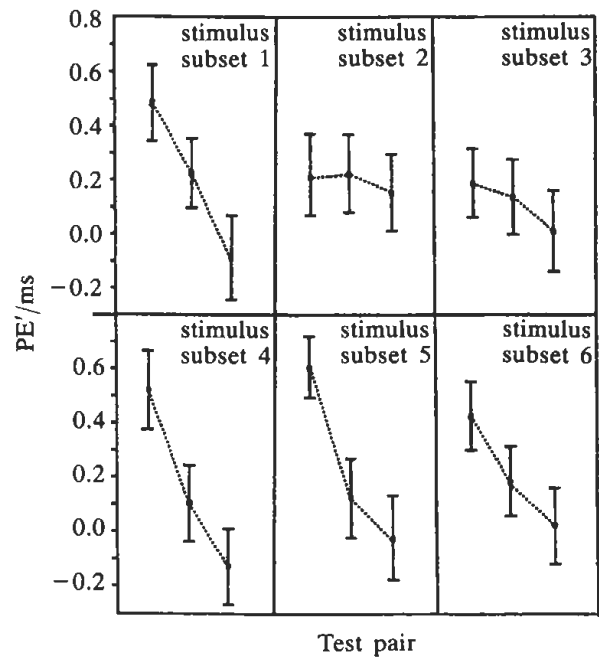 0.8
0.6
0.4
0.2
0.0
−0.2
stimulus
subset 1
stimulus
subset 2
stimulus
subset 3
PE′/ms
0.6
0.4
0.2
0.0
−0.2
stimulus
subset 4
stimulus
subset 5
stimulus
subset 6
Test pair